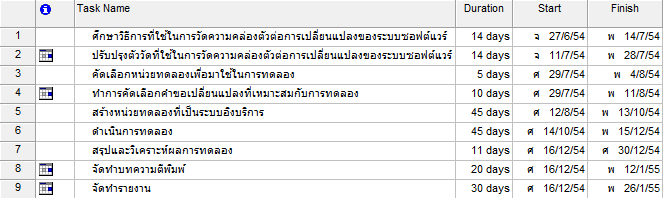 Task Name Duration Start Finish
1 ศึกษาวิธีการที่ใช้ในการวัดความคล่องตัวต่อการเปลี่ยนแปลงของระบบซอฟต์แวร์ 14 days จ 27/6/54 พ 14/7/54
2 ปรับปรุงตัววัดที่ใช้ในการวัดความคล่องตัวต่อการเปลี่ยนแปลงของระบบซอฟต์แวร์ 14 days จ 11/7/54 พ 28/7/54
3 คัดเลือกหน่วยทดลองเพื่อมาใช้ในการทดลอง 5 days ศ 29/7/54 พ 4/8/54
4 ทำการคัดเลือกคำขอเปลี่ยนแปลงที่เหมาะสมกับการทดลอง 10 days ศ 29/7/54 พ 11/8/54
5 สร้างหน่วยทดลองที่เป็นระบบอิงบริการ 45 days ศ 12/8/54 พ 13/10/54
6 ดำเนินการทดลอง 45 days ศ 14/10/54 พ 15/12/54
7 สรุปและวิเคราะห์ผลการทดลอง 11 days ศ 16/12/54 ศ 30/12/54
8 จัดทำบทความตีพิมพ์ 20 days ศ 16/12/54 พ 12/1/55
9 จัดทำรายงาน 30 days ศ 16/12/54 พ 26/1/55